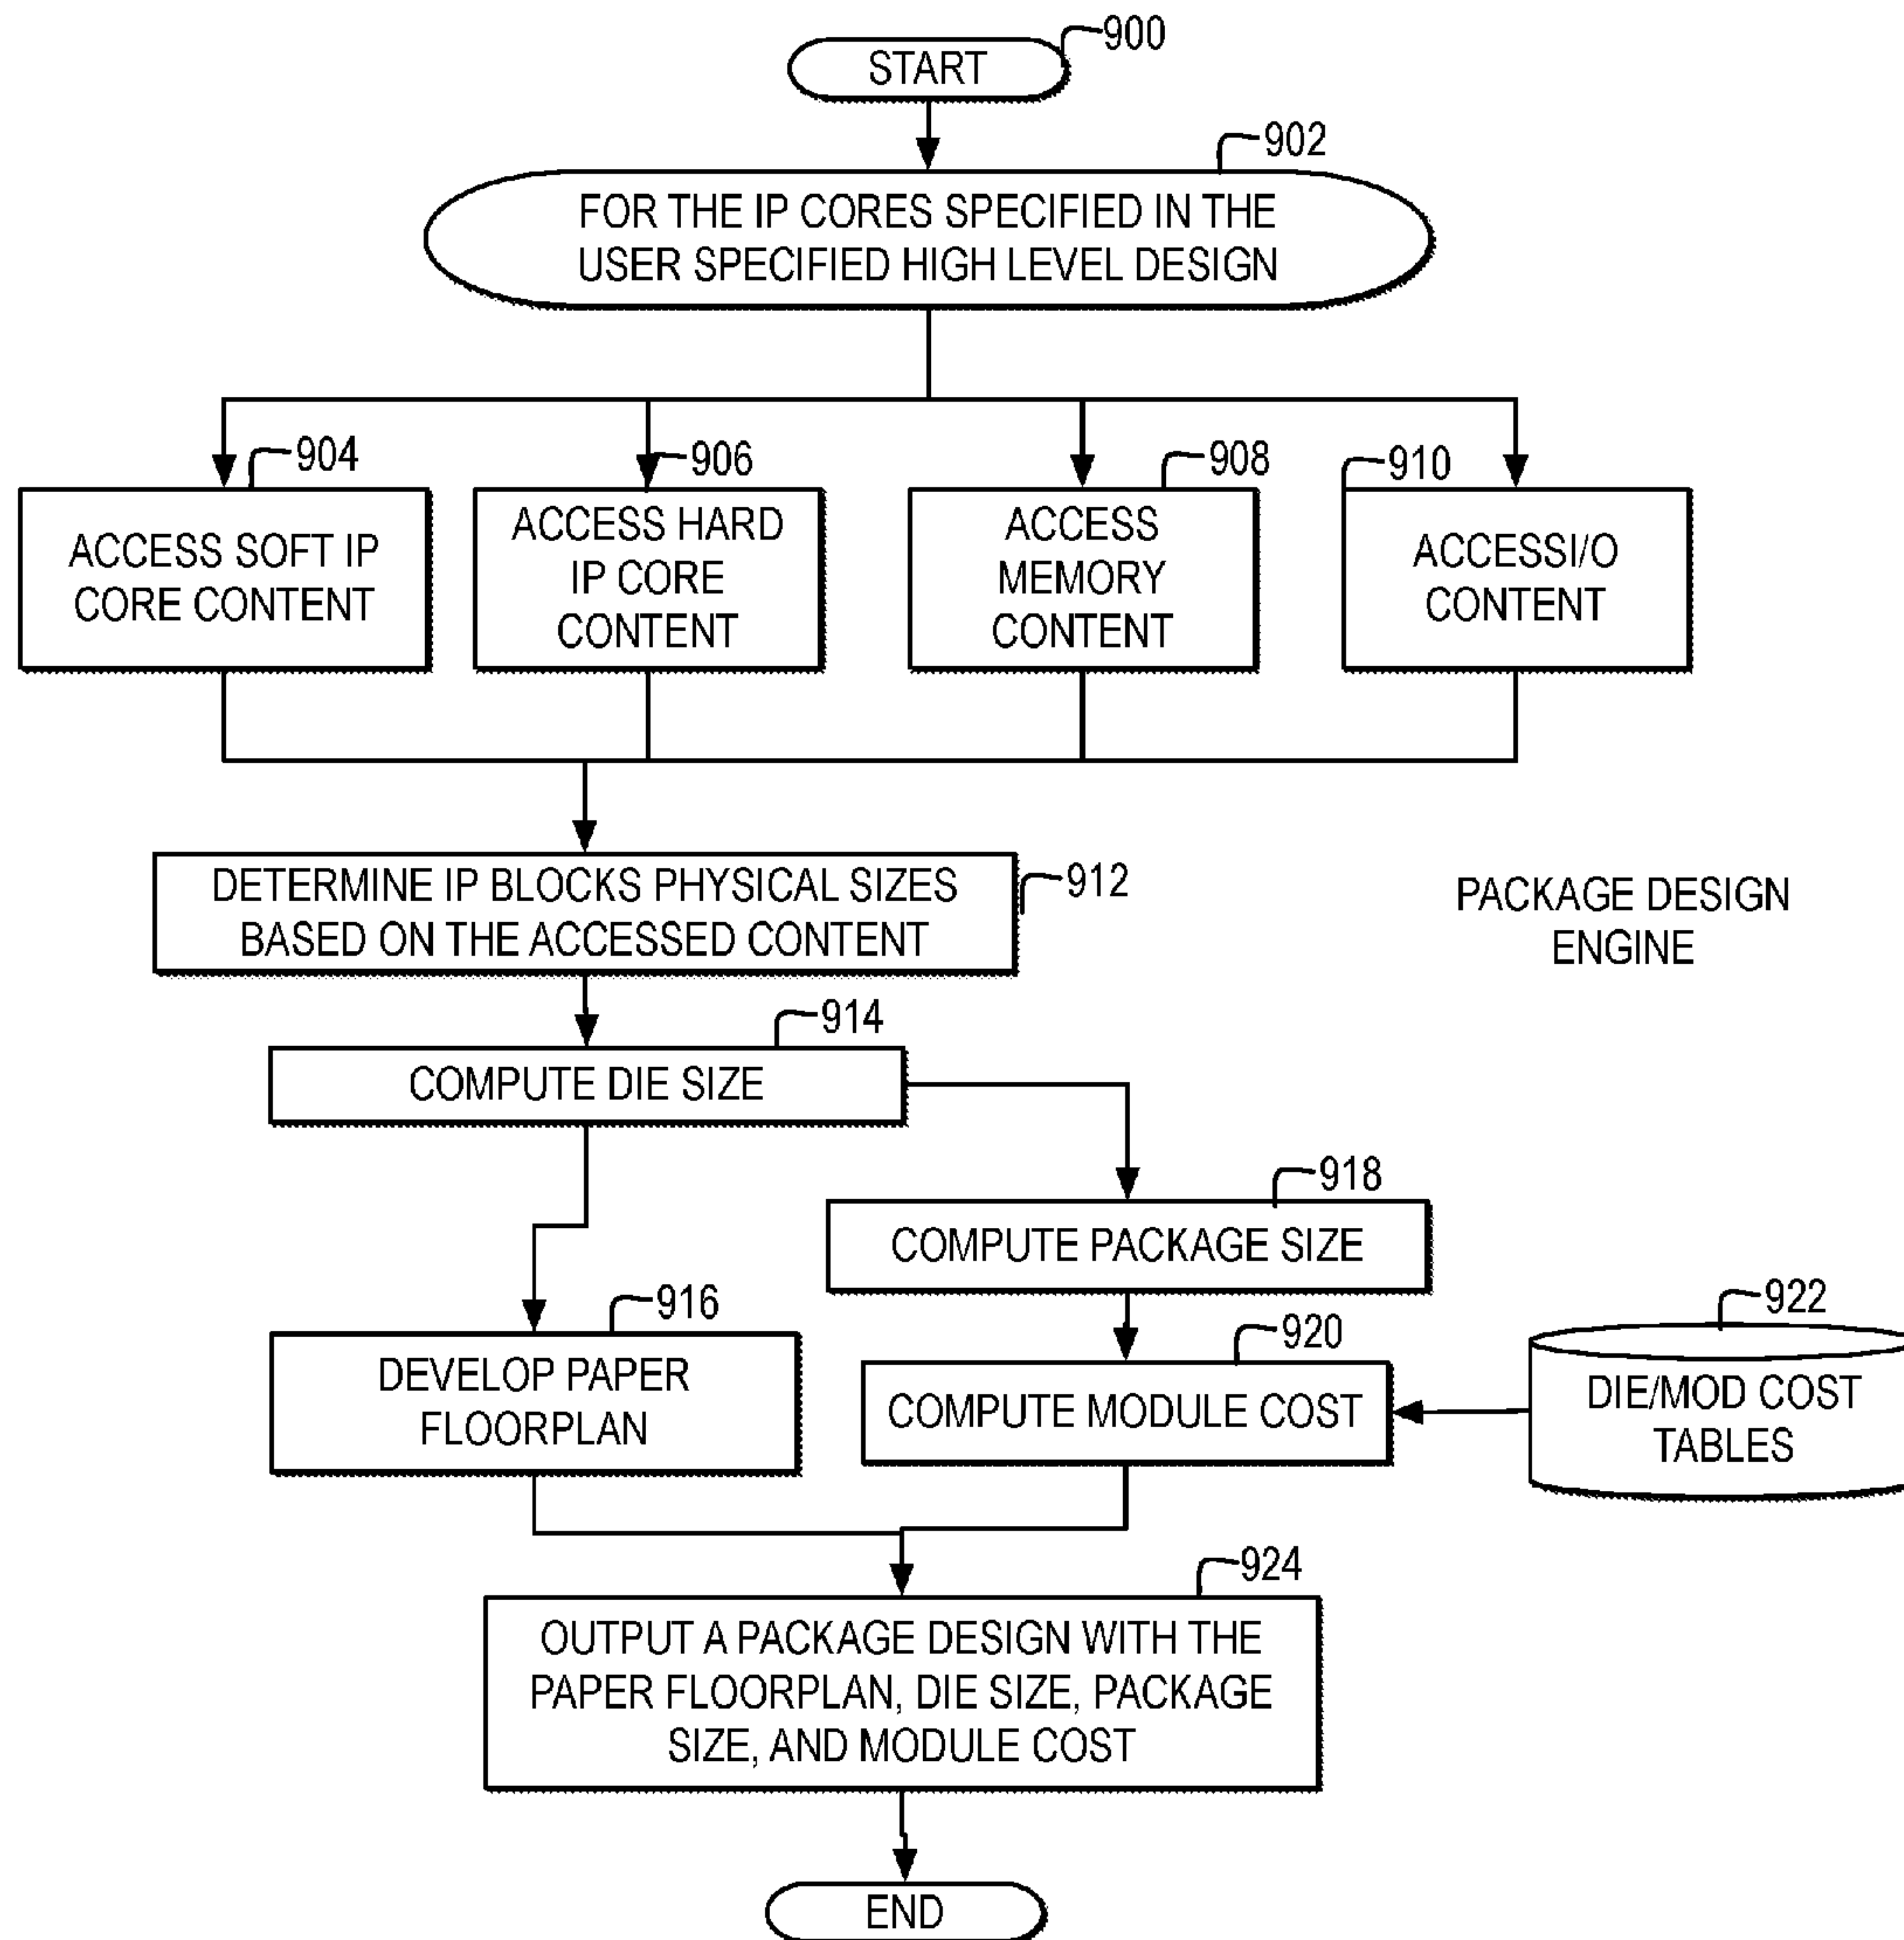 900
START
902
FOR THE IP CORES SPECIFIED IN THE
USER SPECIFIED HIGH LEVEL DESIGN
904
906
908
910
ACCESS SOFT IP
CORE CONTENT
ACCESS HARD
IP CORE
CONTENT
ACCESS
MEMORY
CONTENT
ACCESSI/O
CONTENT
DETERMINE IP BLOCKS PHYSICAL SIZES
BASED ON THE ACCESSED CONTENT
912
PACKAGE DESIGN
ENGINE
914
COMPUTE DIE SIZE
918
COMPUTE PACKAGE SIZE
916
DEVELOP PAPER
FLOORPLAN
920
COMPUTE MODULE COST
922
DIE/MOD COST
TABLES
924
OUTPUT A PACKAGE DESIGN WITH THE
PAPER FLOORPLAN, DIE SIZE, PACKAGE
SIZE, AND MODULE COST
END